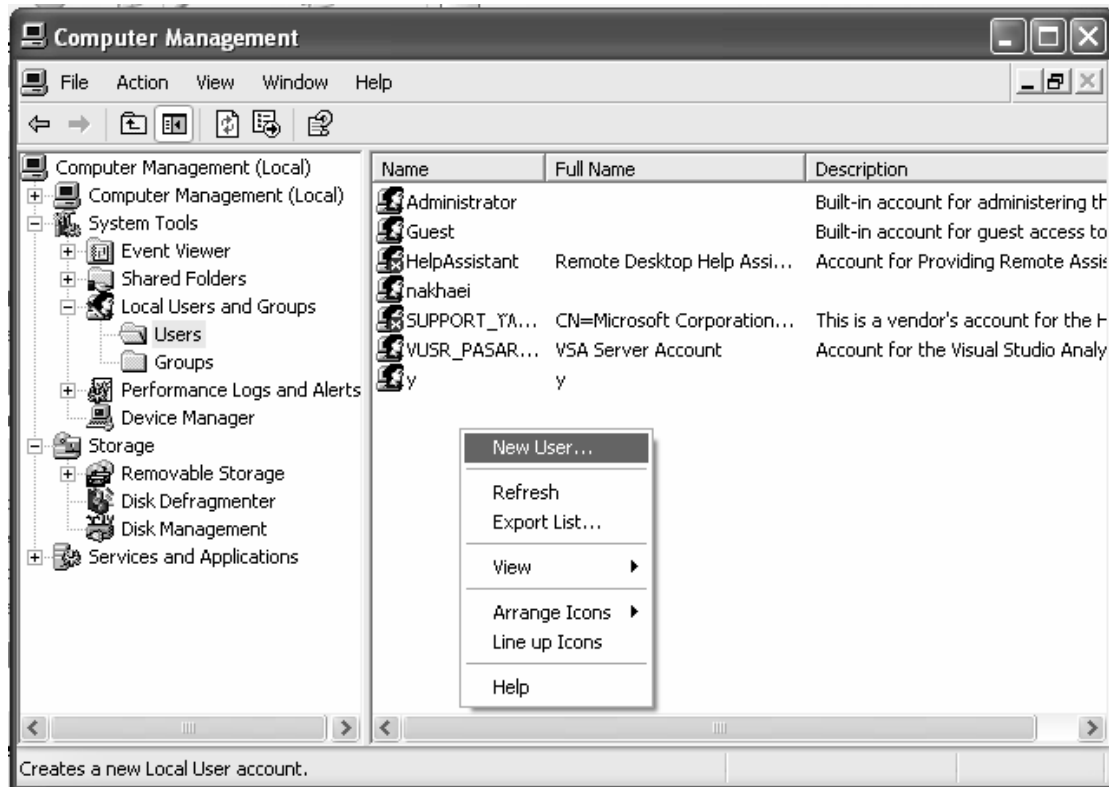 Computer Management
File Action View Window Help
Computer Management (Local)
Computer Management (Local)
System Tools
Event Viewer
Shared Folders
Local Users and Groups
Users
Groups
Performance Logs and Alerts
Device Manager
Storage
Removable Storage
Disk Defragmenter
Disk Management
Services and Applications
Name Full Name Description
Administrator Built-in account for administering th
Guest Built-in account for guest access to
HelpAssistant Remote Desktop Help Assi... Account for Providing Remote Assis
nakhaei
SUPPORT_۳۸... CN=Microsoft Corporation... This is a vendor's account for the H
VUSR_PASAR... VSA Server Account Account for the Visual Studio Analy
y y
New User...
Refresh
Export List...
View
Arrange Icons
Line up Icons
Help
Creates a new Local User account.